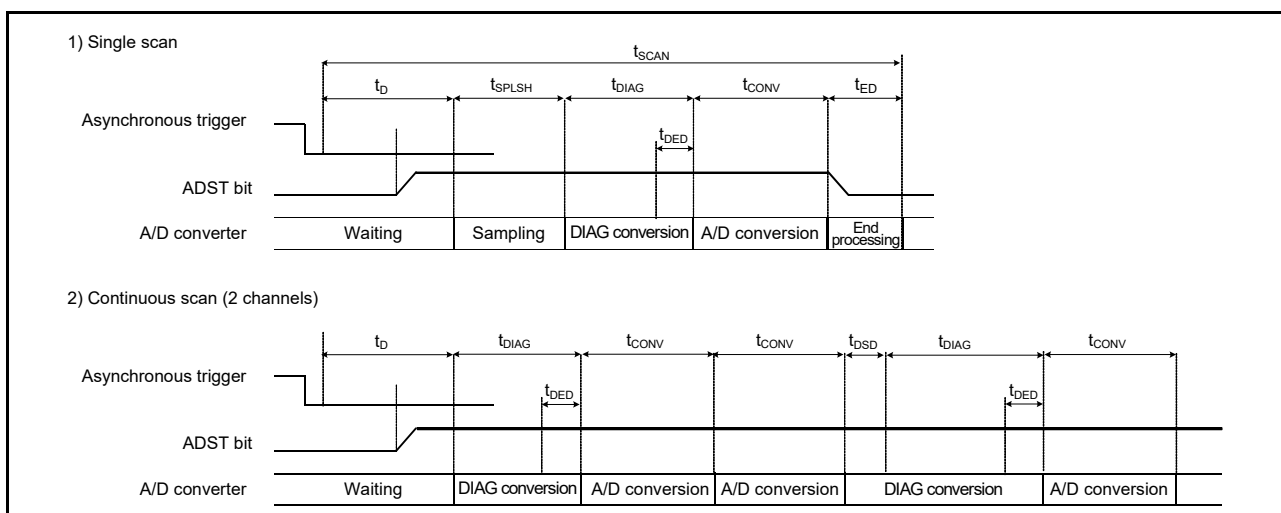 1) Single scan
tSCAN
tD tSPLSH tDIAG tCONV tED
Asynchronous trigger
tDED
ADST bit
A/D converter Waiting Sampling DIAG conversion A/D conversion End processing
2) Continuous scan (2 channels)
tD tDIAG tCONV tCONV tDSD tDIAG tCONV
Asynchronous trigger
tDED tDED
ADST bit
A/D converter Waiting DIAG conversion A/D conversion A/D conversion DIAG conversion A/D conversion